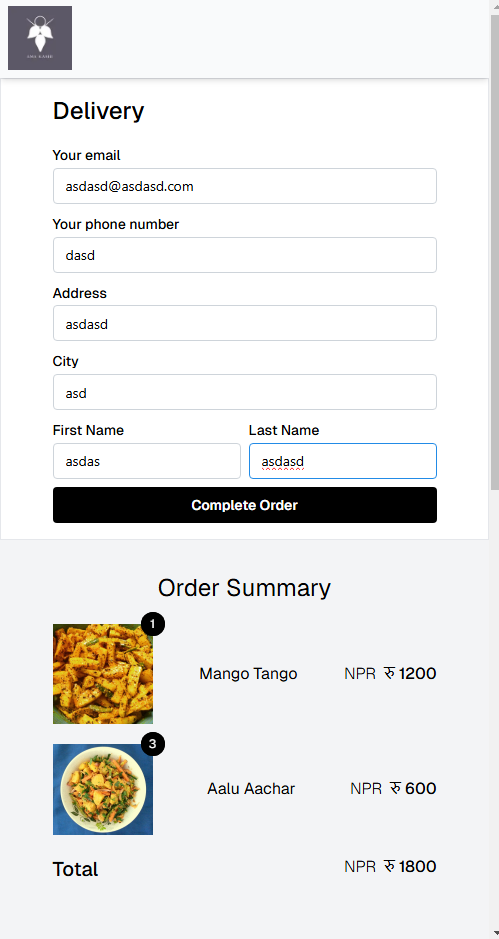 Delivery
Your email
asdasd@asdasd.com
Your phone number
dasd
Address
asdasd
City
asd
First Name Last Name
asdas asdasd
Complete Order
Order Summary
1
Mango Tango NPR रु 1200
3
Aalu Aachar NPR रु 600
Total NPR रु 1800